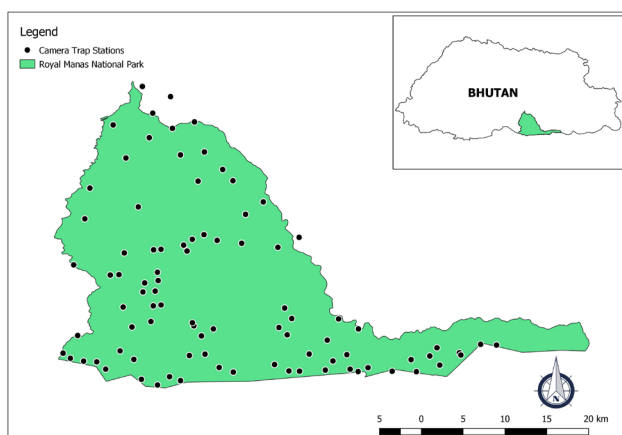 Legend
Camera Trap Stations
Royal Manas National Park
BHUTAN
N
5 0 5 10 15 20 km